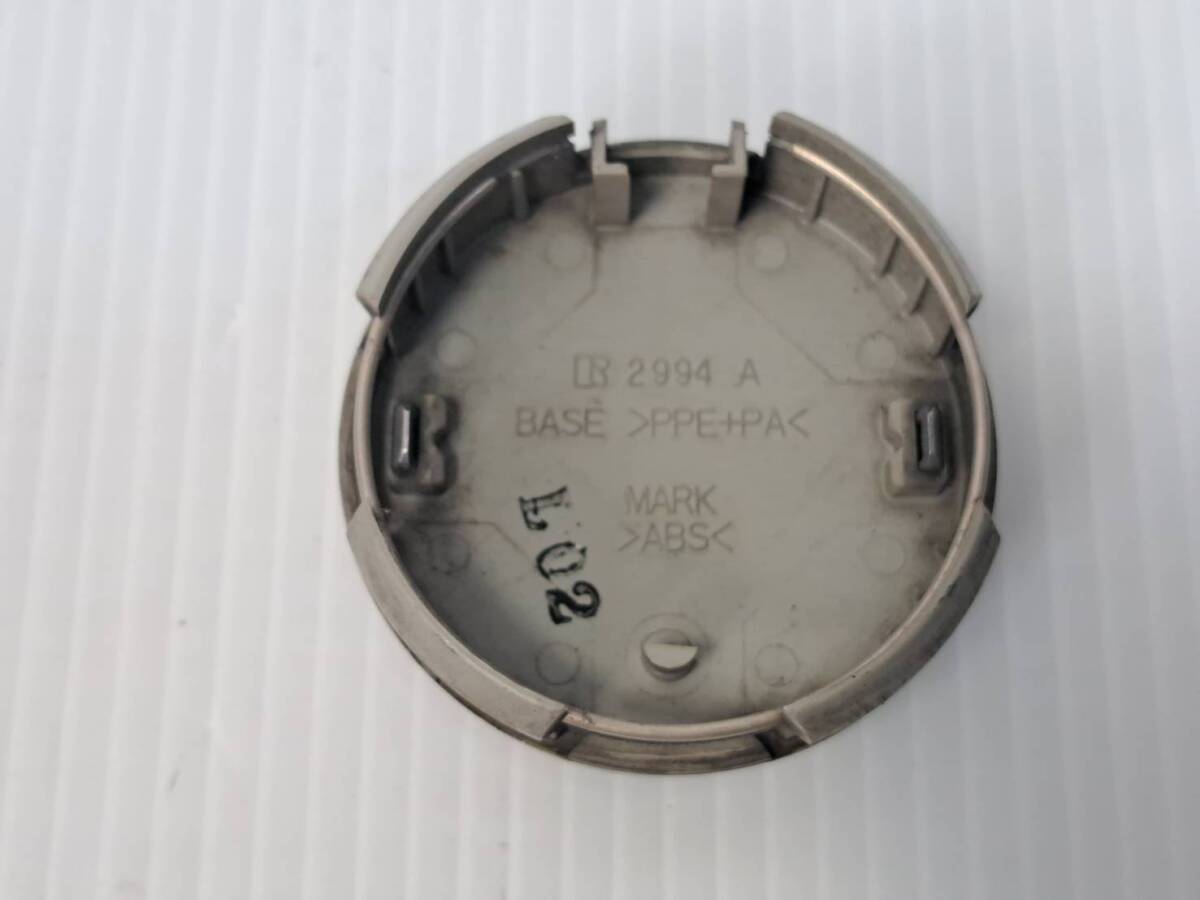 2994 A
BASE >PPE+PA<
MARK
>ABS<
L02